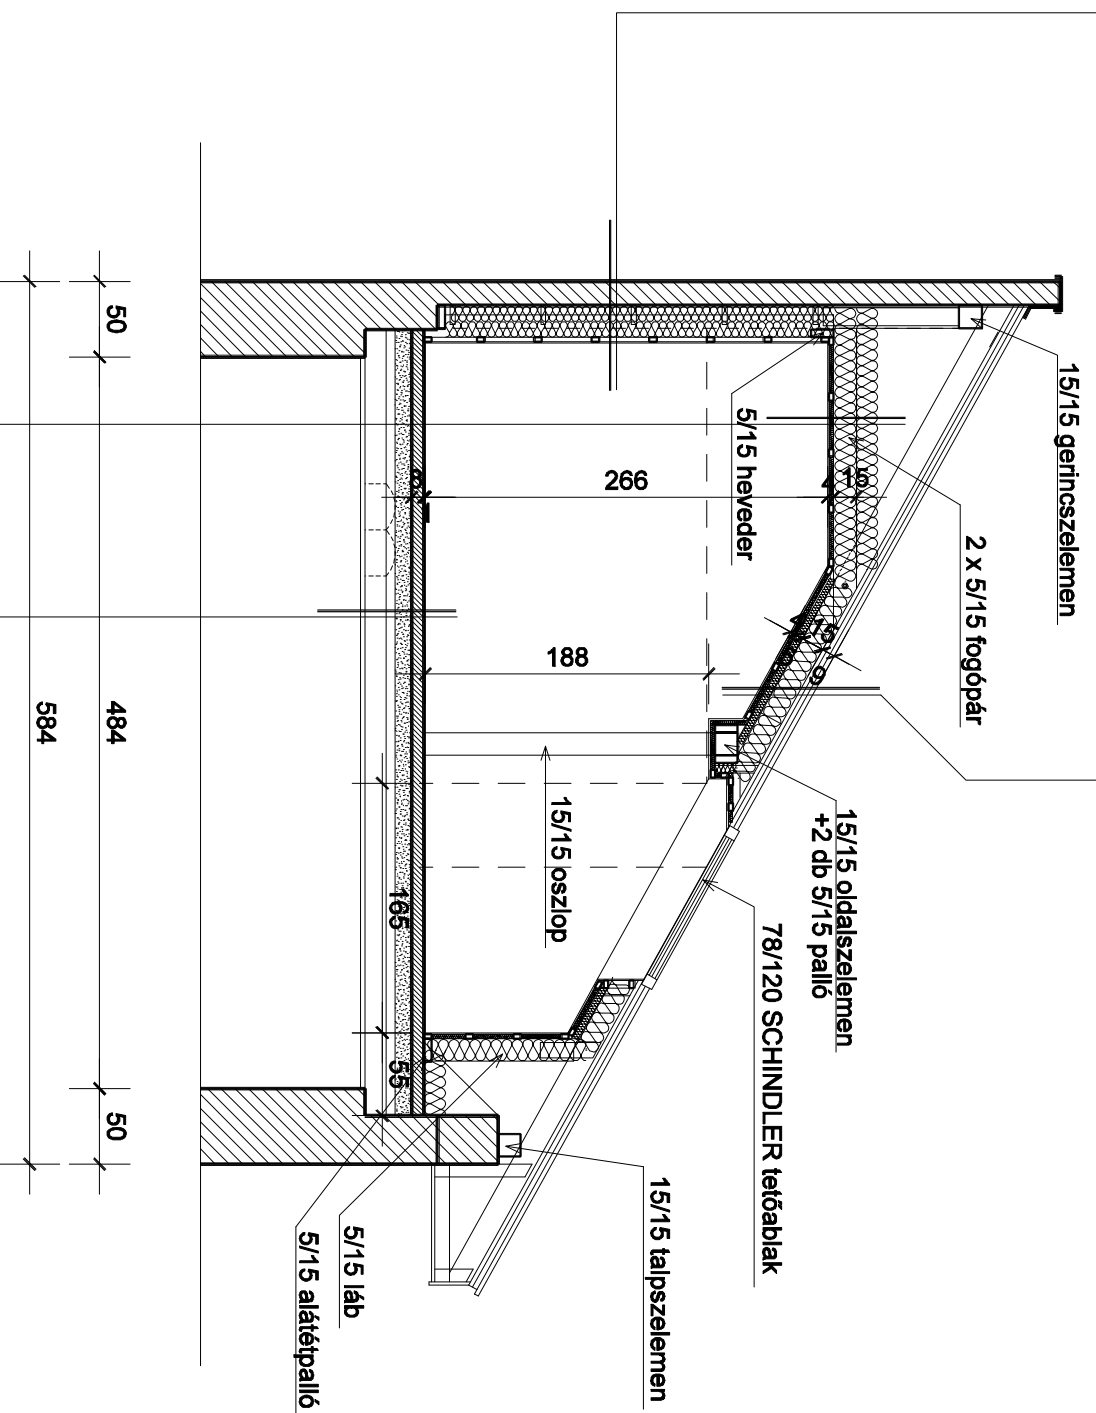 15/15 gerincszelemen
2 x 5/15 fogópár
5/15 heveder
15
4
266
6
188
15
9
15/15 oldalszelemen
+2 db 5/15 palló
78/120 SCHINDLER tetőablak
15/15 oszlop
165
55
15/15 talpszelemen
5/15 láb
5/15 alátétpalló
50
484
50
584